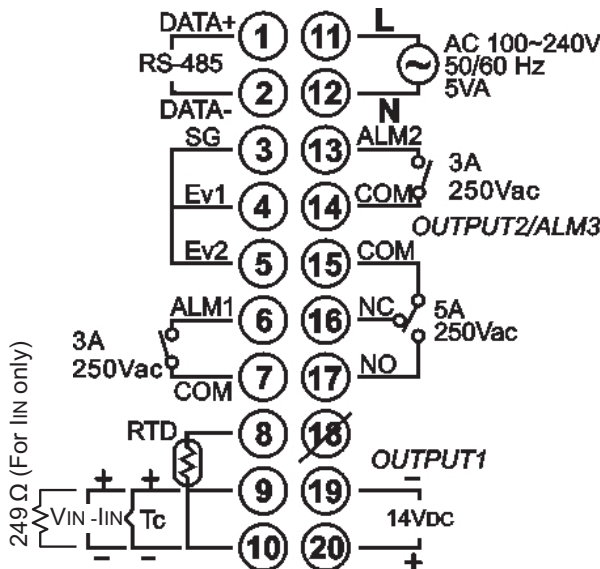 DATA+ 1 11 L
RS-485
AC 100~240V
50/60 Hz
5VA
2 12
DATA- N
SG 3 13 ALM2
3A
250Vac
Ev1 4 14 COM
OUTPUT2/ALM3
Ev2 5 15 COM
ALM1 6 16 NC
5A
250Vac
3A
250Vac
7 17 NO
COM
RTD 8 18
OUTPUT1
249 Ω (For IIN only)
+ + 9 19 -
VIN -IIN Tc
14VDC
- - 10 20 +